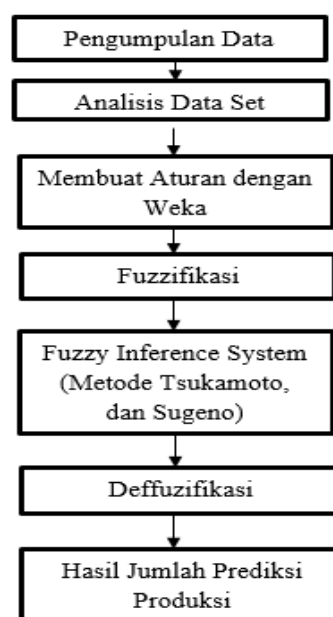 Pengumpulan Data
Analisis Data Set
Membuat Aturan dengan
Weka
Fuzzifikasi
Fuzzy Inference System
(Metode Tsukamoto,
dan Sugeno)
Deffuzifikasi
Hasil Jumlah Prediksi
Produksi